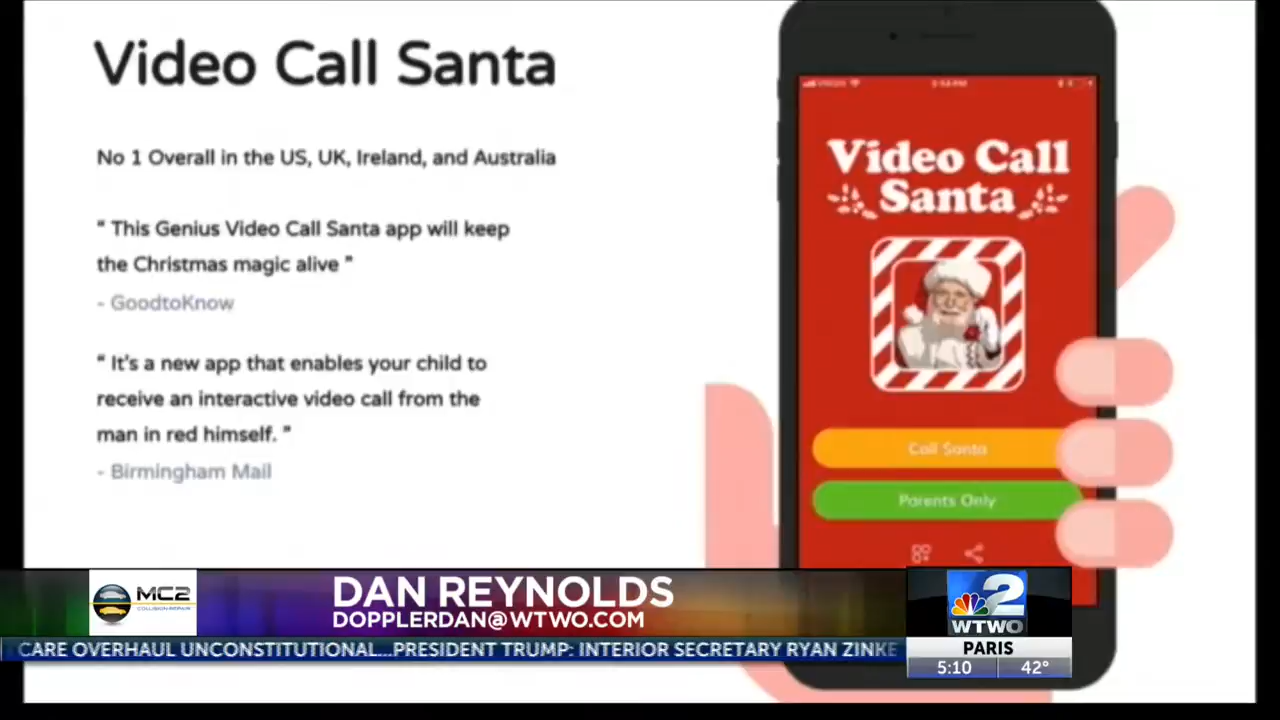 Video Call Santa
No 1 Overall in the US, UK, Ireland, and Australia
“ This Genius Video Call Santa app will keep
the Christmas magic alive ”
- GoodtoKnow
“ It's a new app that enables your child to
receive an interactive video call from the
man in red himself. ”
- Birmingham Mail
Video Call
Santa
Call Santa
Parents Only
MC2
COLLISION REPAIR
DAN REYNOLDS
DOPPLERDAN@WTWO.COM
2
WTWO
PARIS
5:10 42°
CARE OVERHAUL UNCONSTITUTIONAL...PRESIDENT TRUMP: INTERIOR SECRETARY RYAN ZINKE